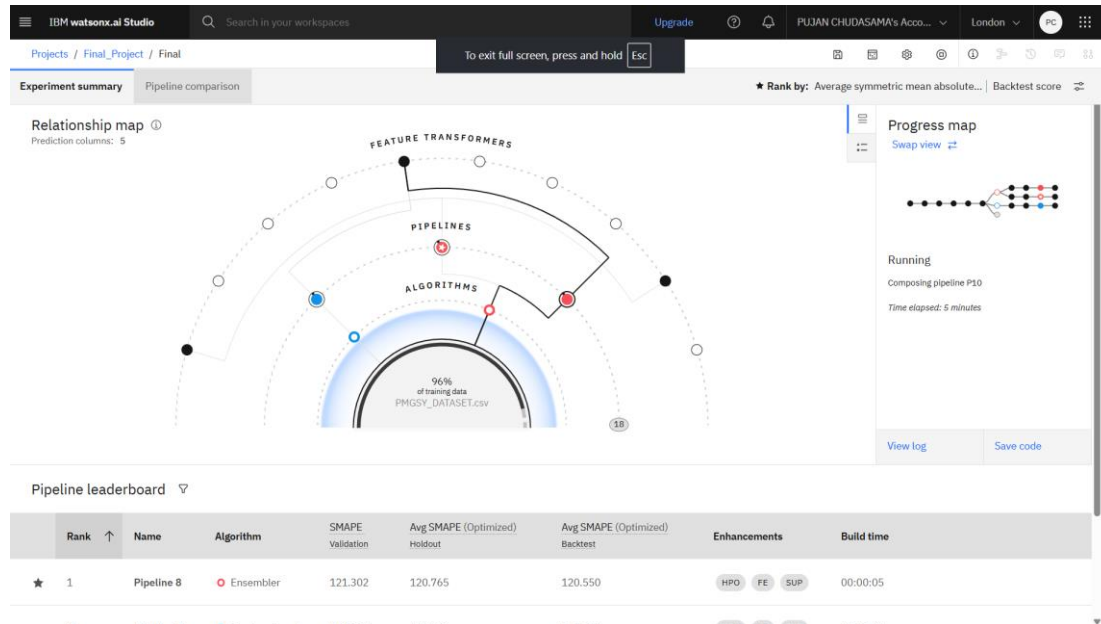 IBM watsonx.ai Studio
Search in your workspaces
Upgrade
PUJAN CHUDASAMA's Acco...
London
PC
Projects / Final_Project / Final
To exit full screen, press and hold Esc
Experiment summary
Pipeline comparison
Rank by: Average symmetric mean absolute... | Backtest score
Relationship map
Prediction columns: 5
FEATURE TRANSFORMERS
PIPELINES
ALGORITHMS
96%
of training data
PMGSY_DATASET.csv
18
Progress map
Swap view
Running
Composing pipeline P10
Time elapsed: 5 minutes
View log
Save code
Pipeline leaderboard
Rank Name Algorithm SMAPE Validation Avg SMAPE (Optimized) Holdout Avg SMAPE (Optimized) Backtest Enhancements Build time
1 Pipeline 8 Ensembler 121.302 120.765 120.550 HPO FE SUP 00:00:05